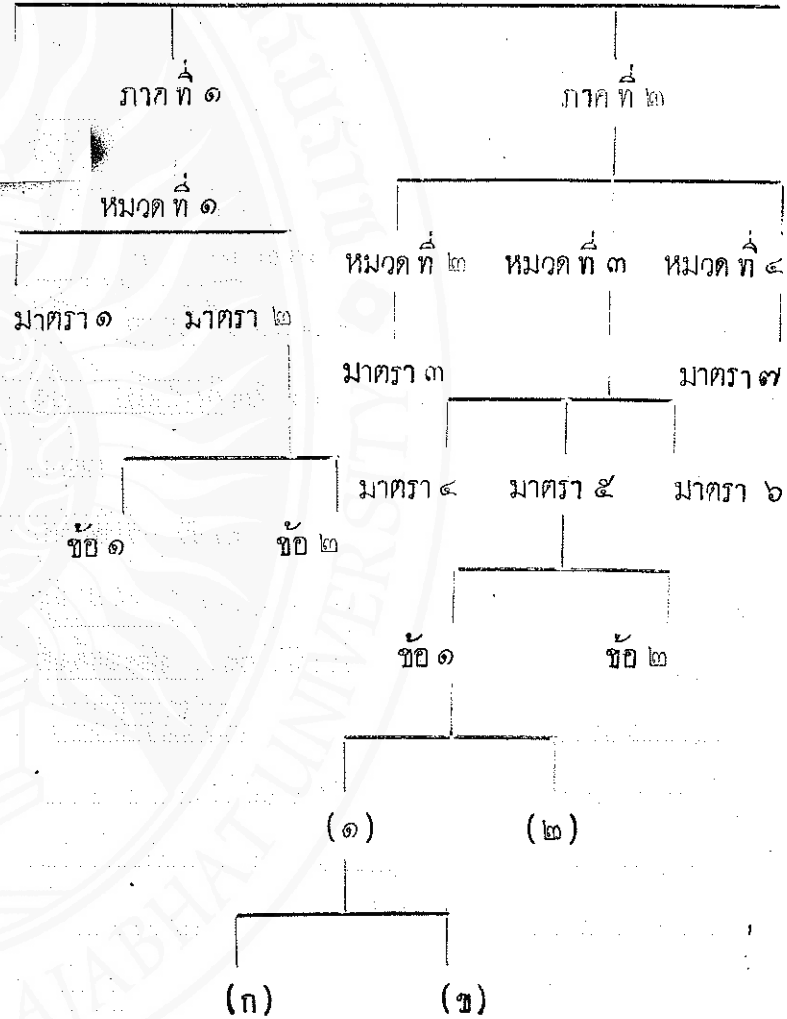 ภาค ที่ ๑ ภาค ที่ ๒
หมวด ที่ ๑
หมวด ที่ ๒ หมวด ที่ ๓ หมวด ที่ ๔
มาตรา ๑ มาตรา ๒
มาตรา ๓ มาตรา ๗
มาตรา ๔ มาตรา ๕ มาตรา ๖
ข้อ ๑ ข้อ ๒
ข้อ ๑ ข้อ ๒
(๑) (๒)
(ก) (ข)
AJABHAT UNIVERSITY